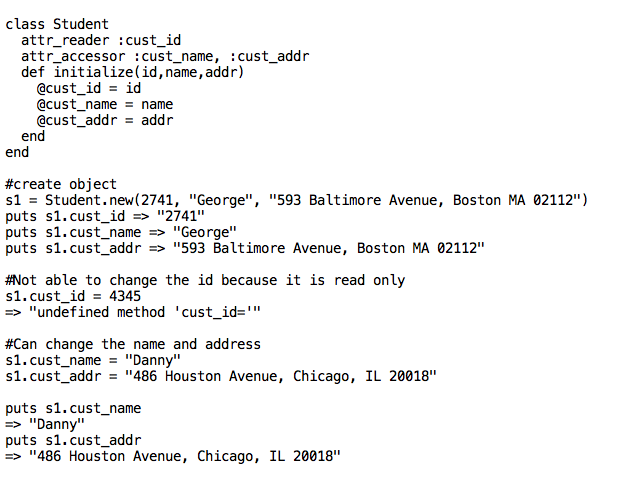 class Student
  attr_reader :cust_id
  attr_accessor :cust_name, :cust_addr
  def initialize(id,name,addr)
    @cust_id = id
    @cust_name = name
    @cust_addr = addr
  end
end

#create object
s1 = Student.new(2741, "George", "593 Baltimore Avenue, Boston MA 02112")
puts s1.cust_id => "2741"
puts s1.cust_name => "George"
puts s1.cust_addr => "593 Baltimore Avenue, Boston MA 02112"

#Not able to change the id because it is read only
s1.cust_id = 4345
=> "undefined method 'cust_id='"

#Can change the name and address
s1.cust_name = "Danny"
s1.cust_addr = "486 Houston Avenue, Chicago, IL 20018"

puts s1.cust_name
=> "Danny"
puts s1.cust_addr
=> "486 Houston Avenue, Chicago, IL 20018"